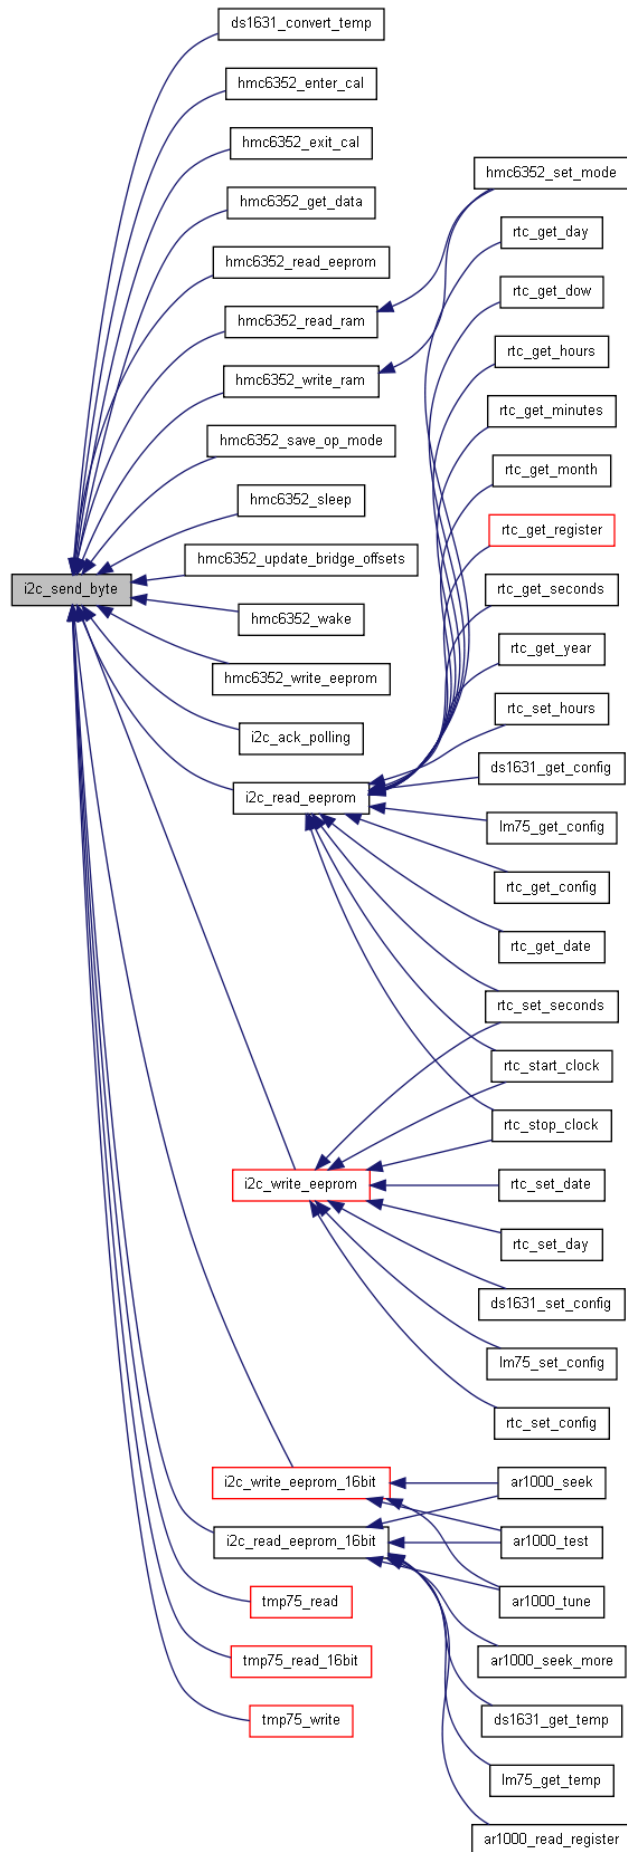 ds1631_convert_temp
hmc6352_enter_cal
hmc6352_exit_cal
hmc6352_get_data
hmc6352_read_eeprom
hmc6352_read_ram
hmc6352_write_ram
hmc6352_save_op_mode
hmc6352_sleep
hmc6352_update_bridge_offsets
i2c_send_byte
hmc6352_wake
hmc6352_write_eeprom
i2c_ack_polling
i2c_read_eeprom
i2c_write_eeprom
i2c_write_eeprom_16bit
i2c_read_eeprom_16bit
tmp75_read
tmp75_read_16bit
tmp75_write
hmc6352_set_mode
rtc_get_day
rtc_get_dow
rtc_get_hours
rtc_get_minutes
rtc_get_month
rtc_get_register
rtc_get_seconds
rtc_get_year
rtc_set_hours
ds1631_get_config
lm75_get_config
rtc_get_config
rtc_get_date
rtc_set_seconds
rtc_start_clock
rtc_stop_clock
rtc_set_date
rtc_set_day
ds1631_set_config
lm75_set_config
rtc_set_config
ar1000_seek
ar1000_test
ar1000_tune
ar1000_seek_more
ds1631_get_temp
lm75_get_temp
ar1000_read_register